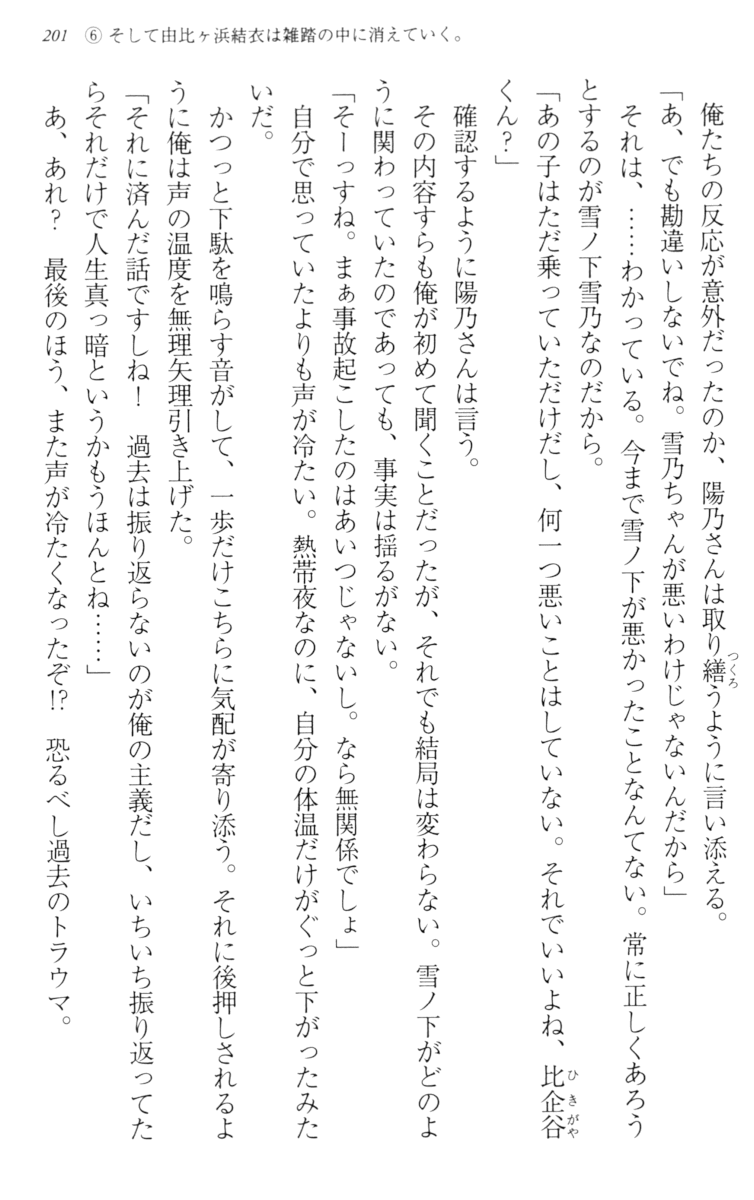 201　⑥ そして由比ヶ浜結衣は雑踏の中に消えていく。
　俺たちの反応が意外だったのか、陽乃さんは取り繕うように言い添える。
「あ、でも勘違いしないでね。雪乃ちゃんが悪いわけじゃないんだから」
　それは、……わかっている。今まで雪ノ下が悪かったことなんてない。常に正しくあろう
とするのが雪ノ下雪乃なのだから。
「あの子はただ乗っていただけだし、何一つ悪いことはしていない。それでいいよね、比企谷
くん？」
　確認するように陽乃さんは言う。
　その内容すらも俺が初めて聞くことだったが、それでも結局は変わらない。雪ノ下がどのよ
うに関わっていたのであっても、事実は揺るがない。
「そーっすね。まぁ事故起こしたのはあいつじゃないし。なら無関係でしょ」
　自分で思っていたよりも声が冷たい。熱帯夜なのに、自分の体温だけがぐっと下がったみた
いだ。
　かつっと下駄を鳴らす音がして、一歩だけこちらに気配が寄り添う。それに後押しされるよ
うに俺は声の温度を無理矢理引き上げた。
「それに済んだ話ですしね！　過去は振り返らないのが俺の主義だし、いちいち振り返ってた
らそれだけで人生真っ暗というかもうほんとね……」
　あ、あれ？　最後のほう、また声が冷たくなったぞ!?　恐るべし過去のトラウマ。
つくろ
ひきがや